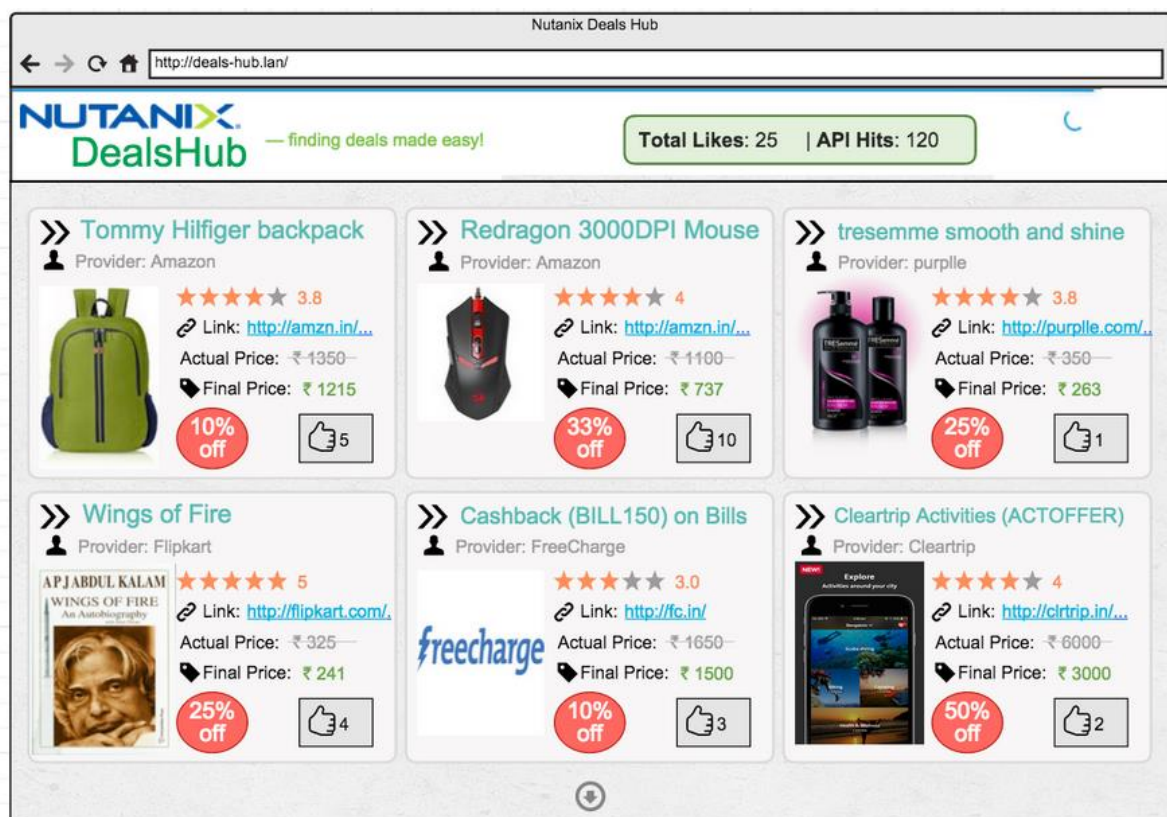 Nutanix Deals Hub
http://deals-hub.lan/
NUTANIX.
DealsHub
— finding deals made easy!
Total Likes: 25 | API Hits: 120
Tommy Hilfiger backpack
Provider: Amazon
3.8
Link: http://amzn.in/...
Actual Price: ₹ 1350
Final Price: ₹ 1215
10%
off
5
Redragon 3000DPI Mouse
Provider: Amazon
4
Link: http://amzn.in/...
Actual Price: ₹ 1100
Final Price: ₹ 737
33%
off
10
tresemme smooth and shine
Provider: purplle
TRESemme
3.8
Link: http://purplle.com/..
Actual Price: ₹ 350
Final Price: ₹ 263
25%
off
1
Wings of Fire
Provider: Flipkart
A P J ABDUL KALAM
WINGS OF FIRE
An Autobiography
5
Link: http://flipkart.com/.
Actual Price: ₹ 325
Final Price: ₹ 241
25%
off
4
Cashback (BILL150) on Bills
Provider: FreeCharge
freecharge
3.0
Link: http://fc.in/
Actual Price: ₹ 1650
Final Price: ₹ 1500
10%
off
3
Cleartrip Activities (ACTOFFER)
Provider: Cleartrip
NEW!
Explore
Activities around your city
4
Link: http://clrtrip.in/...
Actual Price: ₹ 6000
Final Price: ₹ 3000
50%
off
2